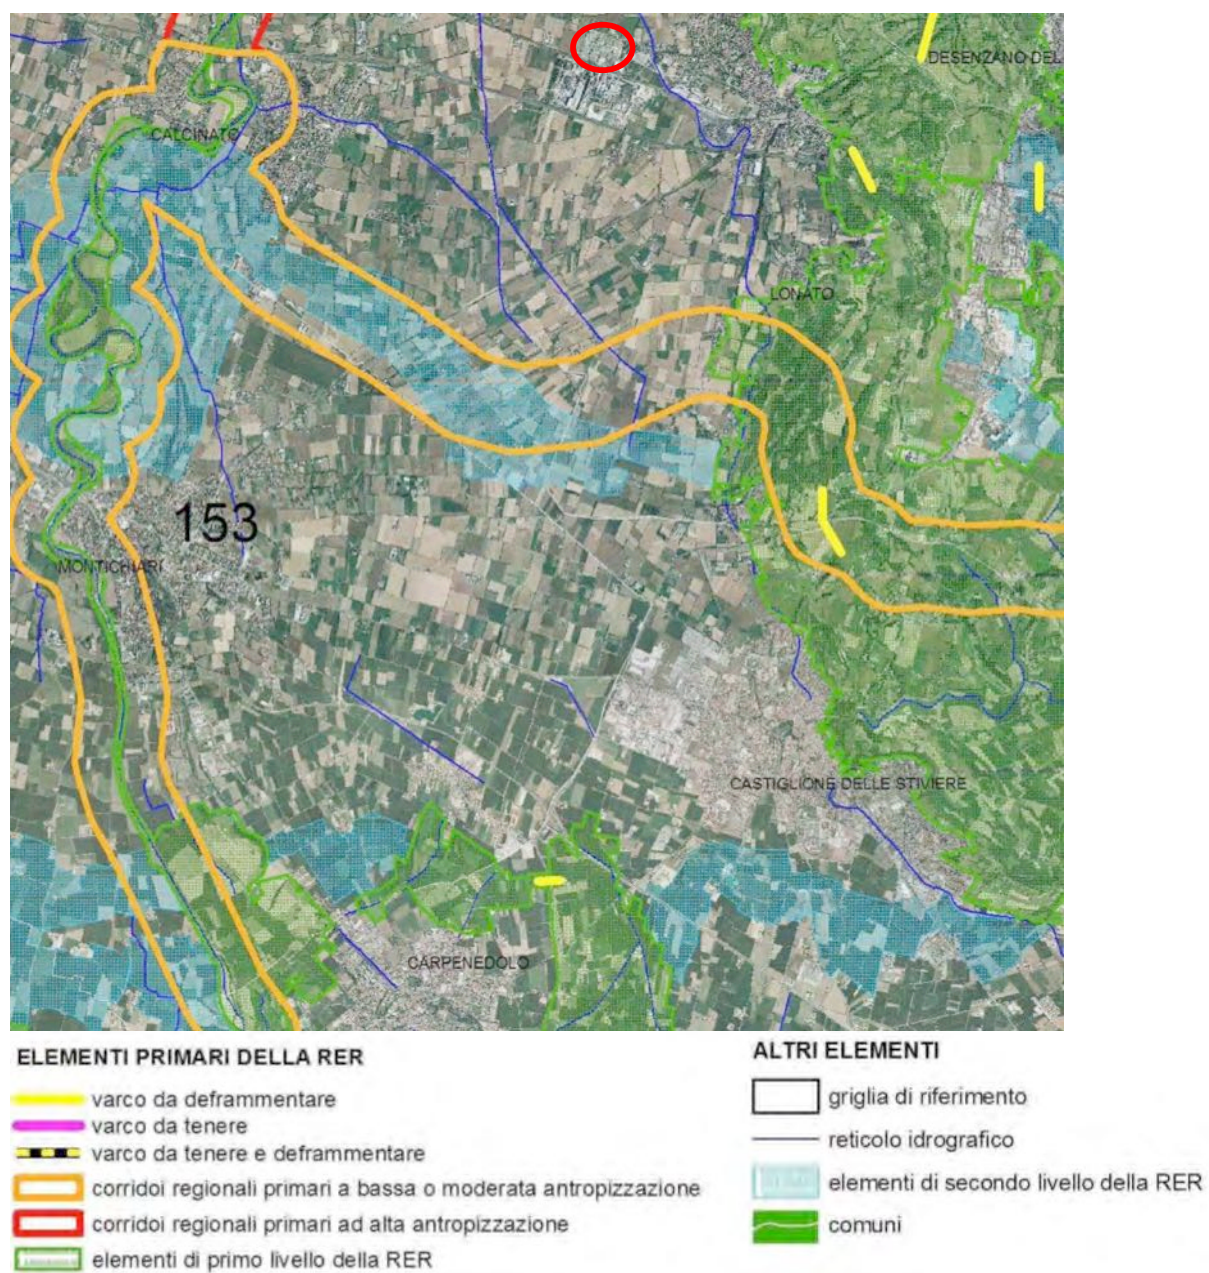 DESENZANO DEL
CALCINATO
LONATO
153
MONTICHIARI
CASTIGLIONE DELLE STIVIERE
CARPENEDOLO
ELEMENTI PRIMARI DELLA RER
varco da deframmentare
varco da tenere
varco da tenere e deframmentare
corridoi regionali primari a bassa o moderata antropizzazione
corridoi regionali primari ad alta antropizzazione
elementi di primo livello della RER
ALTRI ELEMENTI
griglia di riferimento
reticolo idrografico
elementi di secondo livello della RER
comuni